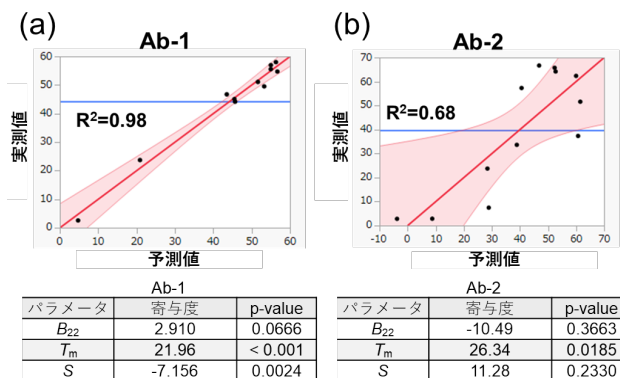 (a)
Ab-1
60
50
40
30
20
10
0
実測値
R²=0.98
0 10 20 30 40 50 60
予測値
(b)
Ab-2
70
60
50
40
30
20
10
0
実測値
R²=0.68
-10 0 10 20 30 40 50 60 70
予測値
Ab-1
パラメータ 寄与度 p-value
B22 2.910 0.0666
Tm 21.96 < 0.001
S -7.156 0.0024
Ab-2
パラメータ 寄与度 p-value
B22 -10.49 0.3663
Tm 26.34 0.0185
S 11.28 0.2330